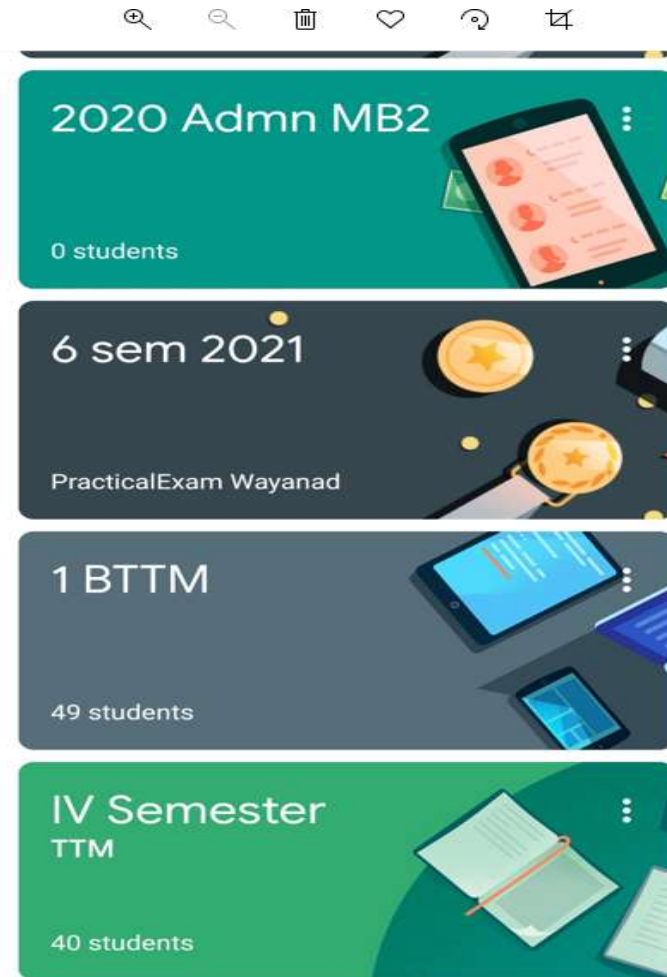 2020 Admn MB2
0 students
6 sem 2021
PracticalExam Wayanad
1 BTTM
49 students
IV Semester
TTM
40 students